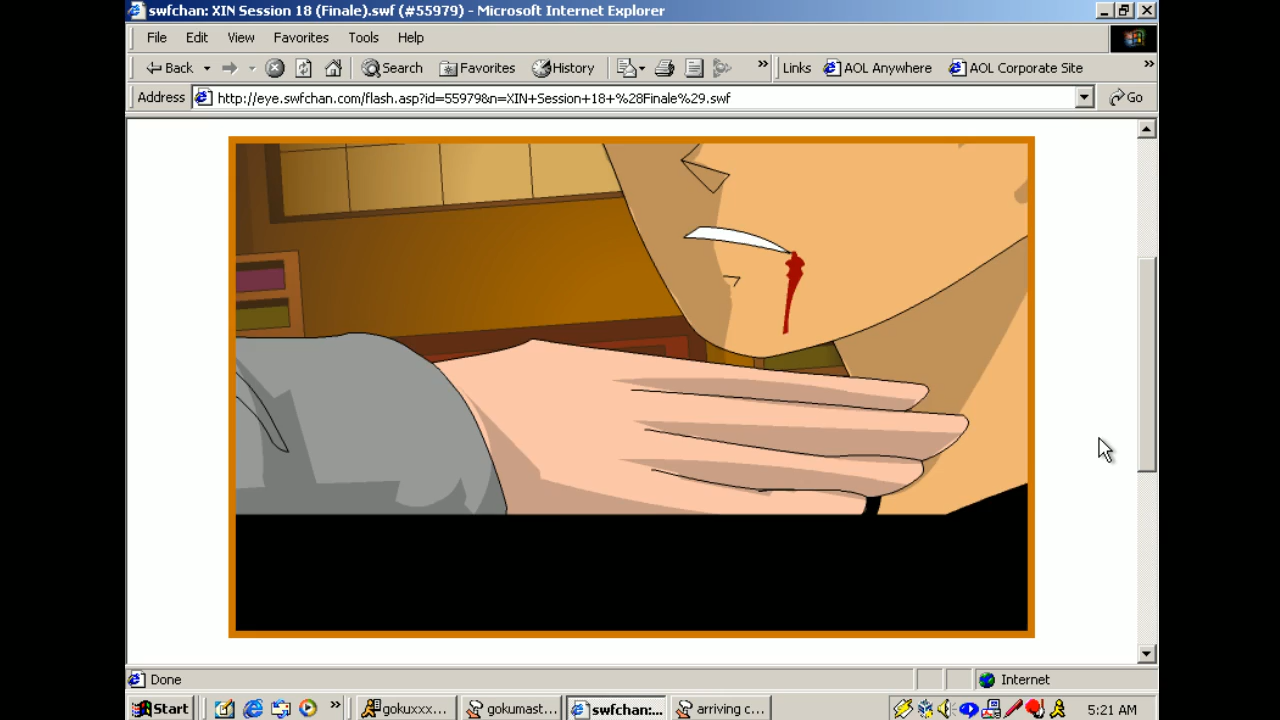 swfchan: XIN Session 18 (Finale).swf (#55979) - Microsoft Internet Explorer
File Edit View Favorites Tools Help
Back Search Favorites History » Links AOL Anywhere AOL Corporate Site »
Address http://eye.swfchan.com/flash.asp?id=55979&n=XIN+Session+18+%28Finale%29.swf Go
Done Internet
Start » gokuxxx... gokumast... swfchan:... arriving c... 5:21 AM